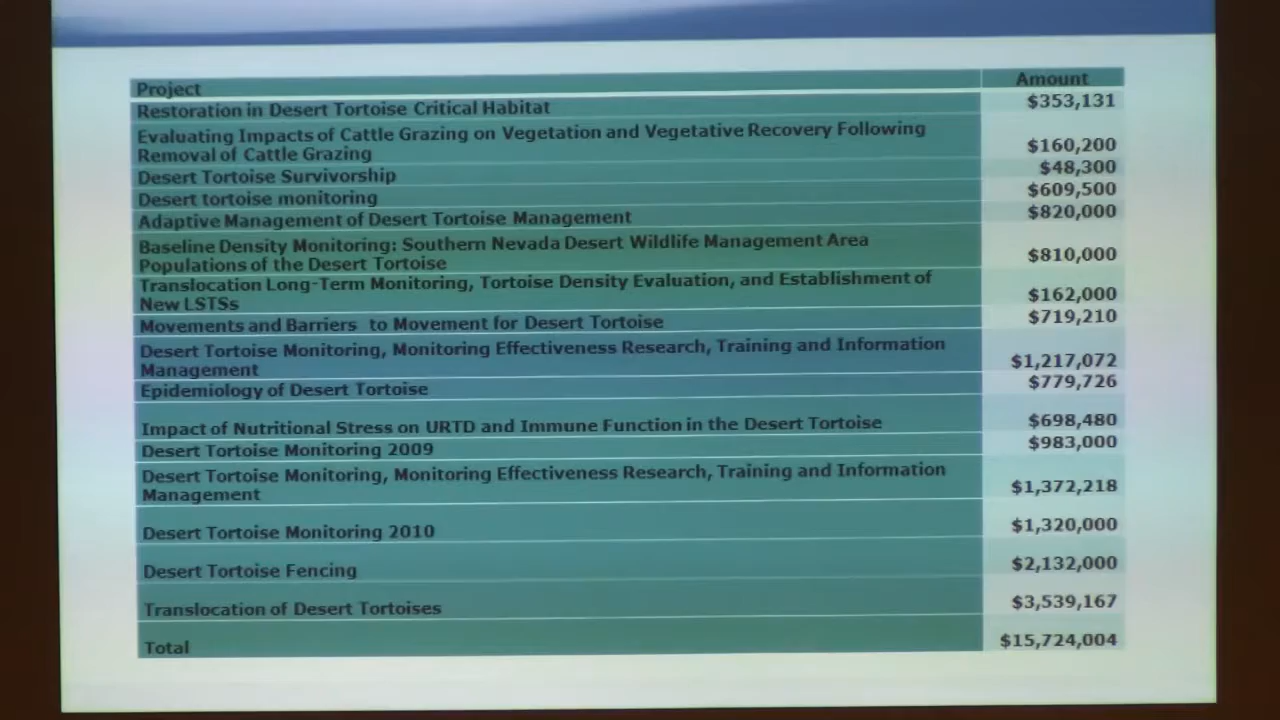 Project Amount
Restoration in Desert Tortoise Critical Habitat $353,131
Evaluating Impacts of Cattle Grazing on Vegetation and Vegetative Recovery Following
Removal of Cattle Grazing $160,200
Desert Tortoise Survivorship $48,300
Desert tortoise monitoring $609,500
Adaptive Management of Desert Tortoise Management $820,000
Baseline Density Monitoring: Southern Nevada Desert Wildlife Management Area
Populations of the Desert Tortoise $810,000
Translocation Long-Term Monitoring, Tortoise Density Evaluation, and Establishment of
New LSTSs $162,000
Movements and Barriers to Movement for Desert Tortoise $719,210
Desert Tortoise Monitoring, Monitoring Effectiveness Research, Training and Information
Management $1,217,072
Epidemiology of Desert Tortoise $779,726
Impact of Nutritional Stress on URTD and Immune Function in the Desert Tortoise $698,480
Desert Tortoise Monitoring 2009 $983,000
Desert Tortoise Monitoring, Monitoring Effectiveness Research, Training and Information
Management $1,372,218
Desert Tortoise Monitoring 2010 $1,320,000
Desert Tortoise Fencing $2,132,000
Translocation of Desert Tortoises $3,539,167
Total $15,724,004